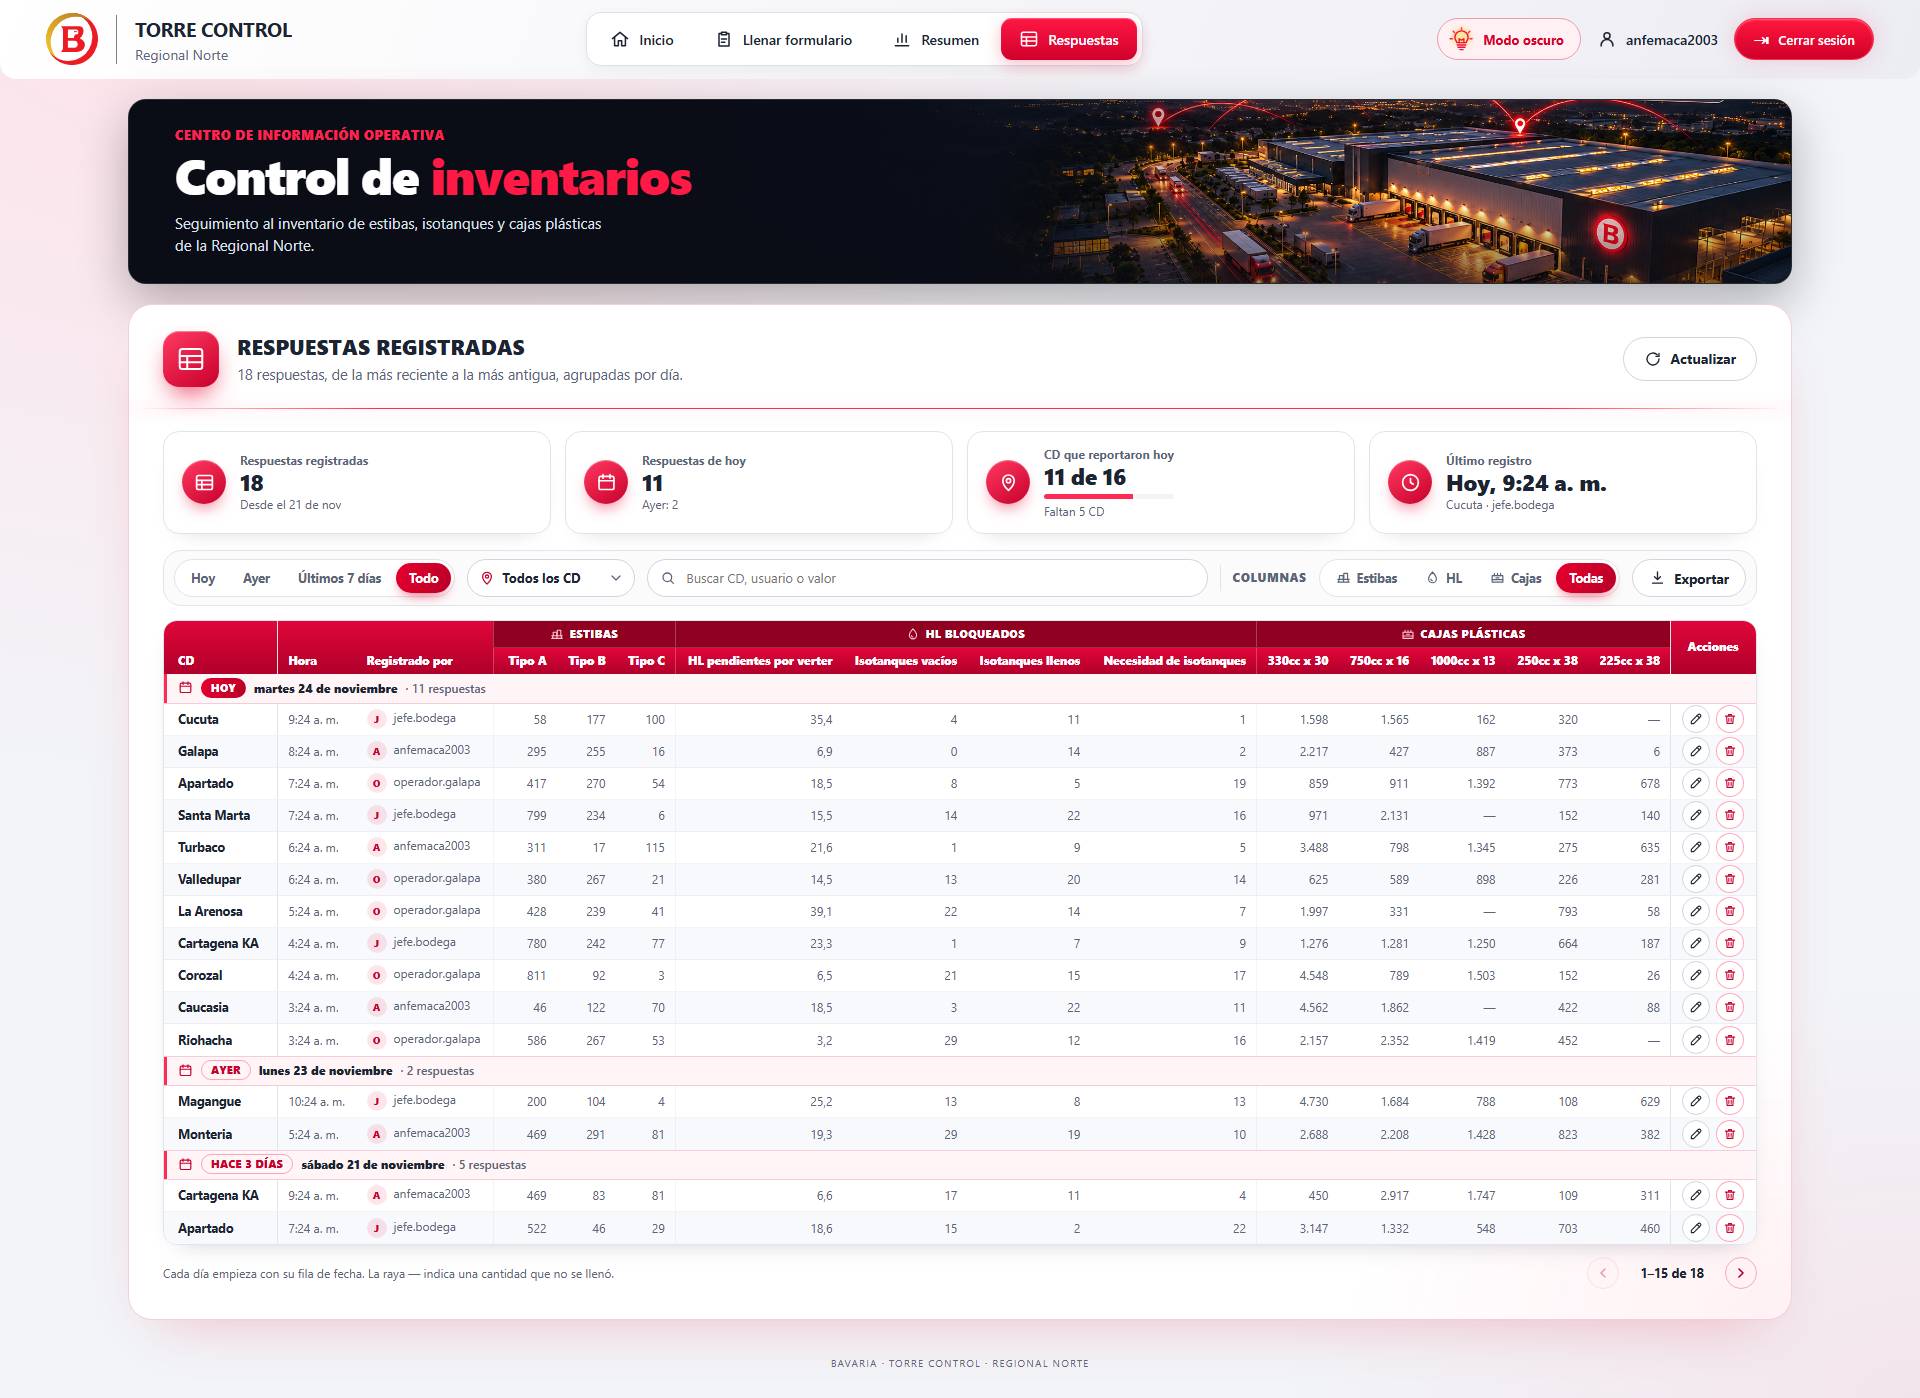 TORRE CONTROL
Regional Norte
Inicio
Llenar formulario
Resumen
Respuestas
Modo oscuro
anfemaca2003
Cerrar sesión
CENTRO DE INFORMACIÓN OPERATIVA
Control de inventarios
Seguimiento al inventario de estibas, isotanques y cajas plásticas
de la Regional Norte.
B
RESPUESTAS REGISTRADAS
18 respuestas, de la más reciente a la más antigua, agrupadas por día.
Actualizar
Respuestas registradas
18
Desde el 21 de nov
Respuestas de hoy
11
Ayer: 2
CD que reportaron hoy
11 de 16
Faltan 5 CD
Último registro
Hoy, 9:24 a. m.
Cucuta · jefe.bodega
Hoy Ayer Últimos 7 días Todo
Todos los CD
Buscar CD, usuario o valor
COLUMNAS
Estibas HL Cajas Todas
Exportar
ESTIBAS HL BLOQUEADOS CAJAS PLÁSTICAS
CD Hora Registrado por Tipo A Tipo B Tipo C HL pendientes por verter Isotanques vacíos Isotanques llenos Necesidad de isotanques 330cc x 30 750cc x 16 1000cc x 13 250cc x 38 225cc x 38 Acciones
HOY martes 24 de noviembre · 11 respuestas
Cucuta 9:24 a. m. J jefe.bodega 58 177 100 35,4 4 11 1 1.598 1.565 162 320 —
Galapa 8:24 a. m. A anfemaca2003 295 255 16 6,9 0 14 2 2.217 427 887 373 6
Apartado 7:24 a. m. O operador.galapa 417 270 54 18,5 8 5 19 859 911 1.392 773 678
Santa Marta 7:24 a. m. J jefe.bodega 799 234 6 15,5 14 22 16 971 2.131 — 152 140
Turbaco 6:24 a. m. A anfemaca2003 311 17 115 21,6 1 9 5 3.488 798 1.345 275 635
Valledupar 6:24 a. m. O operador.galapa 380 267 21 14,5 13 20 14 625 589 898 226 281
La Arenosa 5:24 a. m. O operador.galapa 428 239 41 39,1 22 14 7 1.997 331 — 793 58
Cartagena KA 4:24 a. m. J jefe.bodega 780 242 77 23,3 1 7 9 1.276 1.281 1.250 664 187
Corozal 4:24 a. m. O operador.galapa 811 92 3 6,5 21 15 17 4.548 789 1.503 152 26
Caucasia 3:24 a. m. A anfemaca2003 46 122 70 18,5 3 22 11 4.562 1.862 — 422 88
Riohacha 3:24 a. m. O operador.galapa 586 267 53 3,2 29 12 16 2.157 2.352 1.419 452 —
AYER lunes 23 de noviembre · 2 respuestas
Magangue 10:24 a. m. J jefe.bodega 200 104 4 25,2 13 8 13 4.730 1.684 788 108 629
Monteria 5:24 a. m. A anfemaca2003 469 291 81 19,3 29 19 10 2.688 2.208 1.428 823 382
HACE 3 DÍAS sábado 21 de noviembre · 5 respuestas
Cartagena KA 9:24 a. m. A anfemaca2003 469 83 81 6,6 17 11 4 450 2.917 1.747 109 311
Apartado 7:24 a. m. J jefe.bodega 522 46 29 18,6 15 2 22 3.147 1.332 548 703 460
Cada día empieza con su fila de fecha. La raya — indica una cantidad que no se llenó.
1–15 de 18
BAVARIA · TORRE CONTROL · REGIONAL NORTE